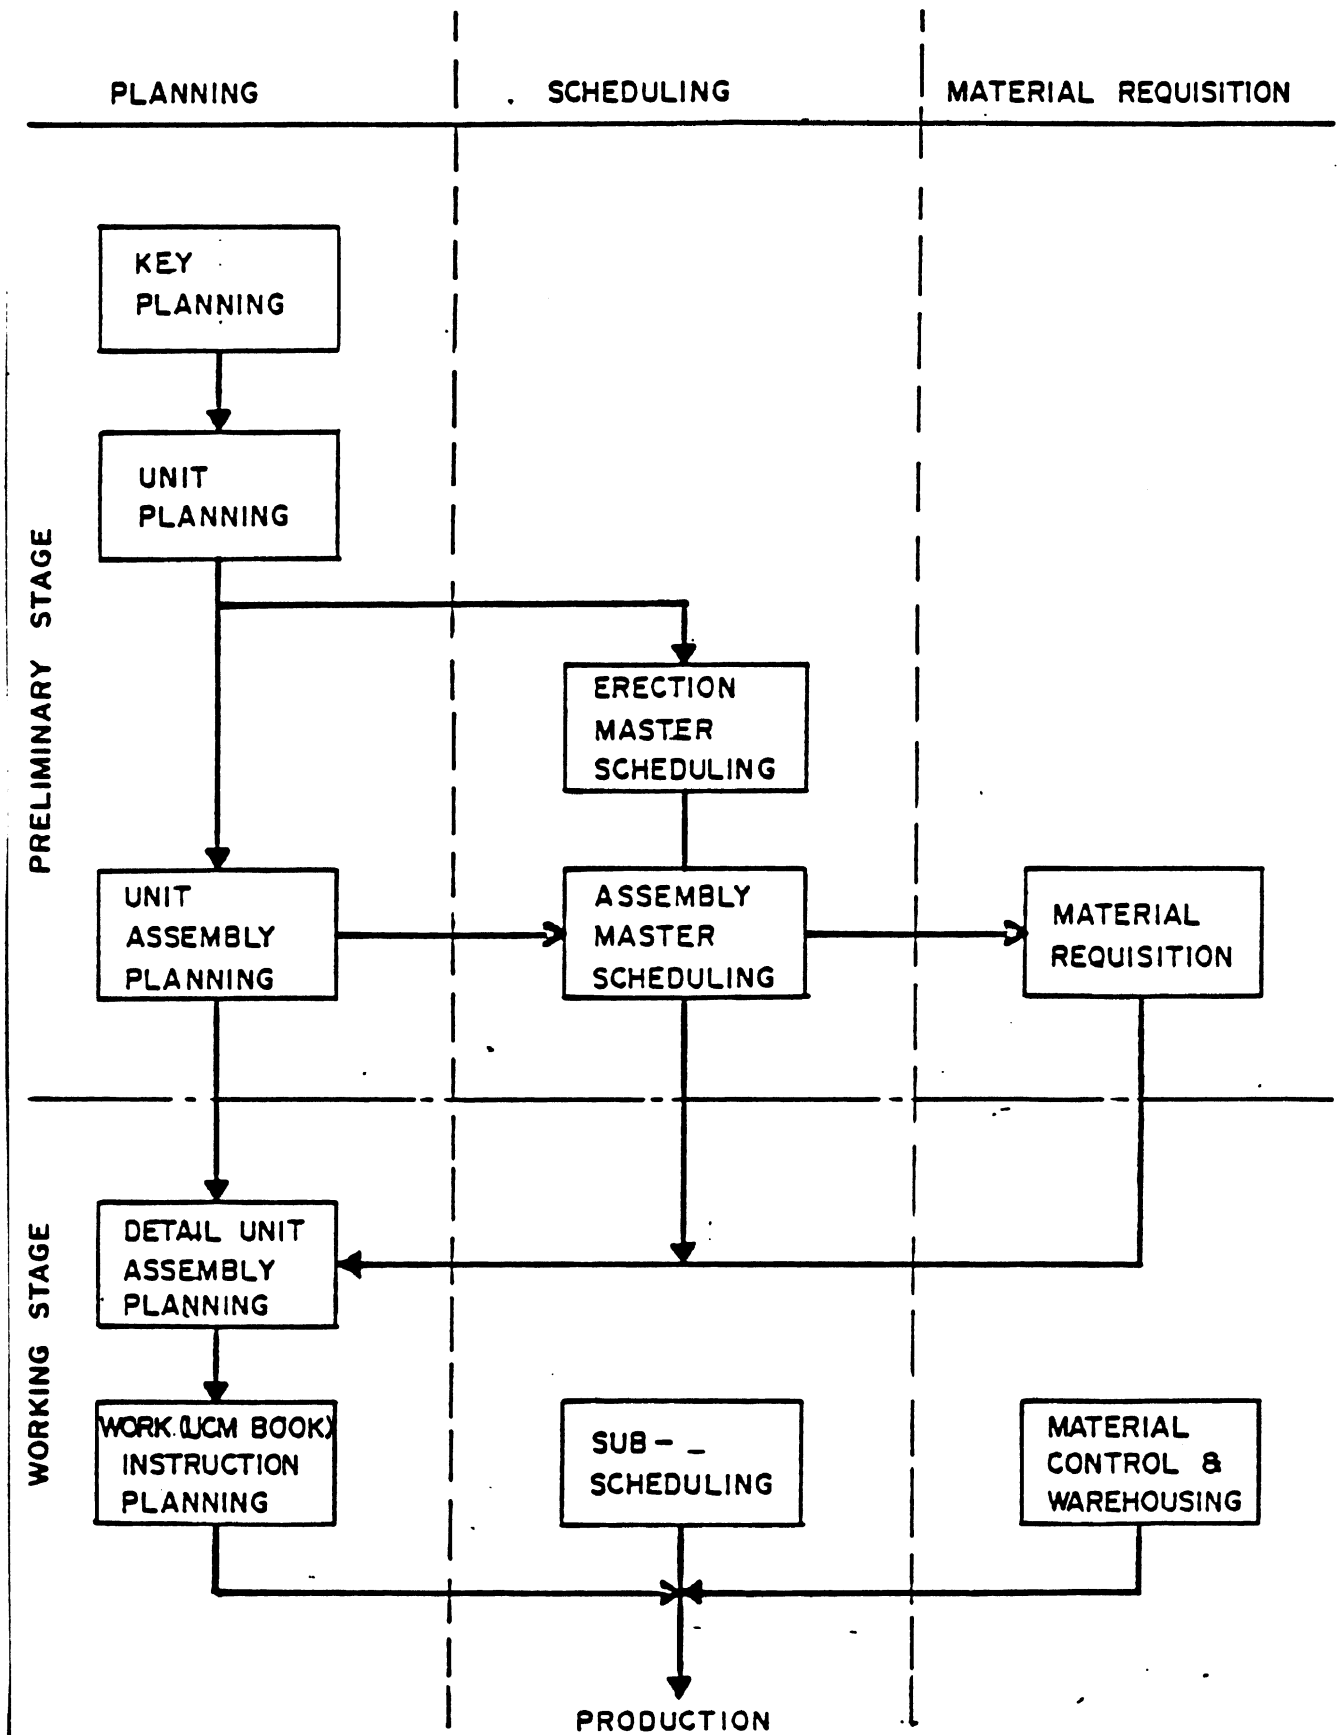 PLANNING
SCHEDULING
MATERIAL REQUISITION
PRELIMINARY STAGE
KEY
PLANNING
UNIT
PLANNING
ERECTION
MASTER
SCHEDULING
UNIT
ASSEMBLY
PLANNING
ASSEMBLY
MASTER
SCHEDULING
MATERIAL
REQUISITION
WORKING STAGE
DETAIL UNIT
ASSEMBLY
PLANNING
WORK (UCM BOOK)
INSTRUCTION
PLANNING
SUB-
SCHEDULING
MATERIAL
CONTROL &
WAREHOUSING
PRODUCTION